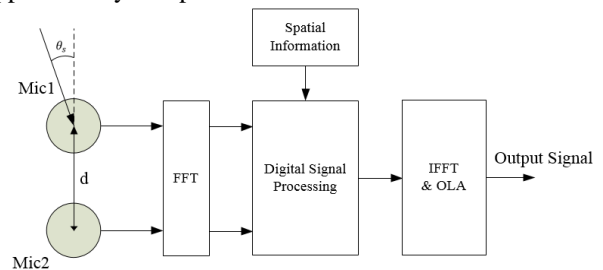 θs
Spatial
Information
Mic1
d
FFT
Digital Signal
Processing
IFFT
& OLA
Output Signal
Mic2